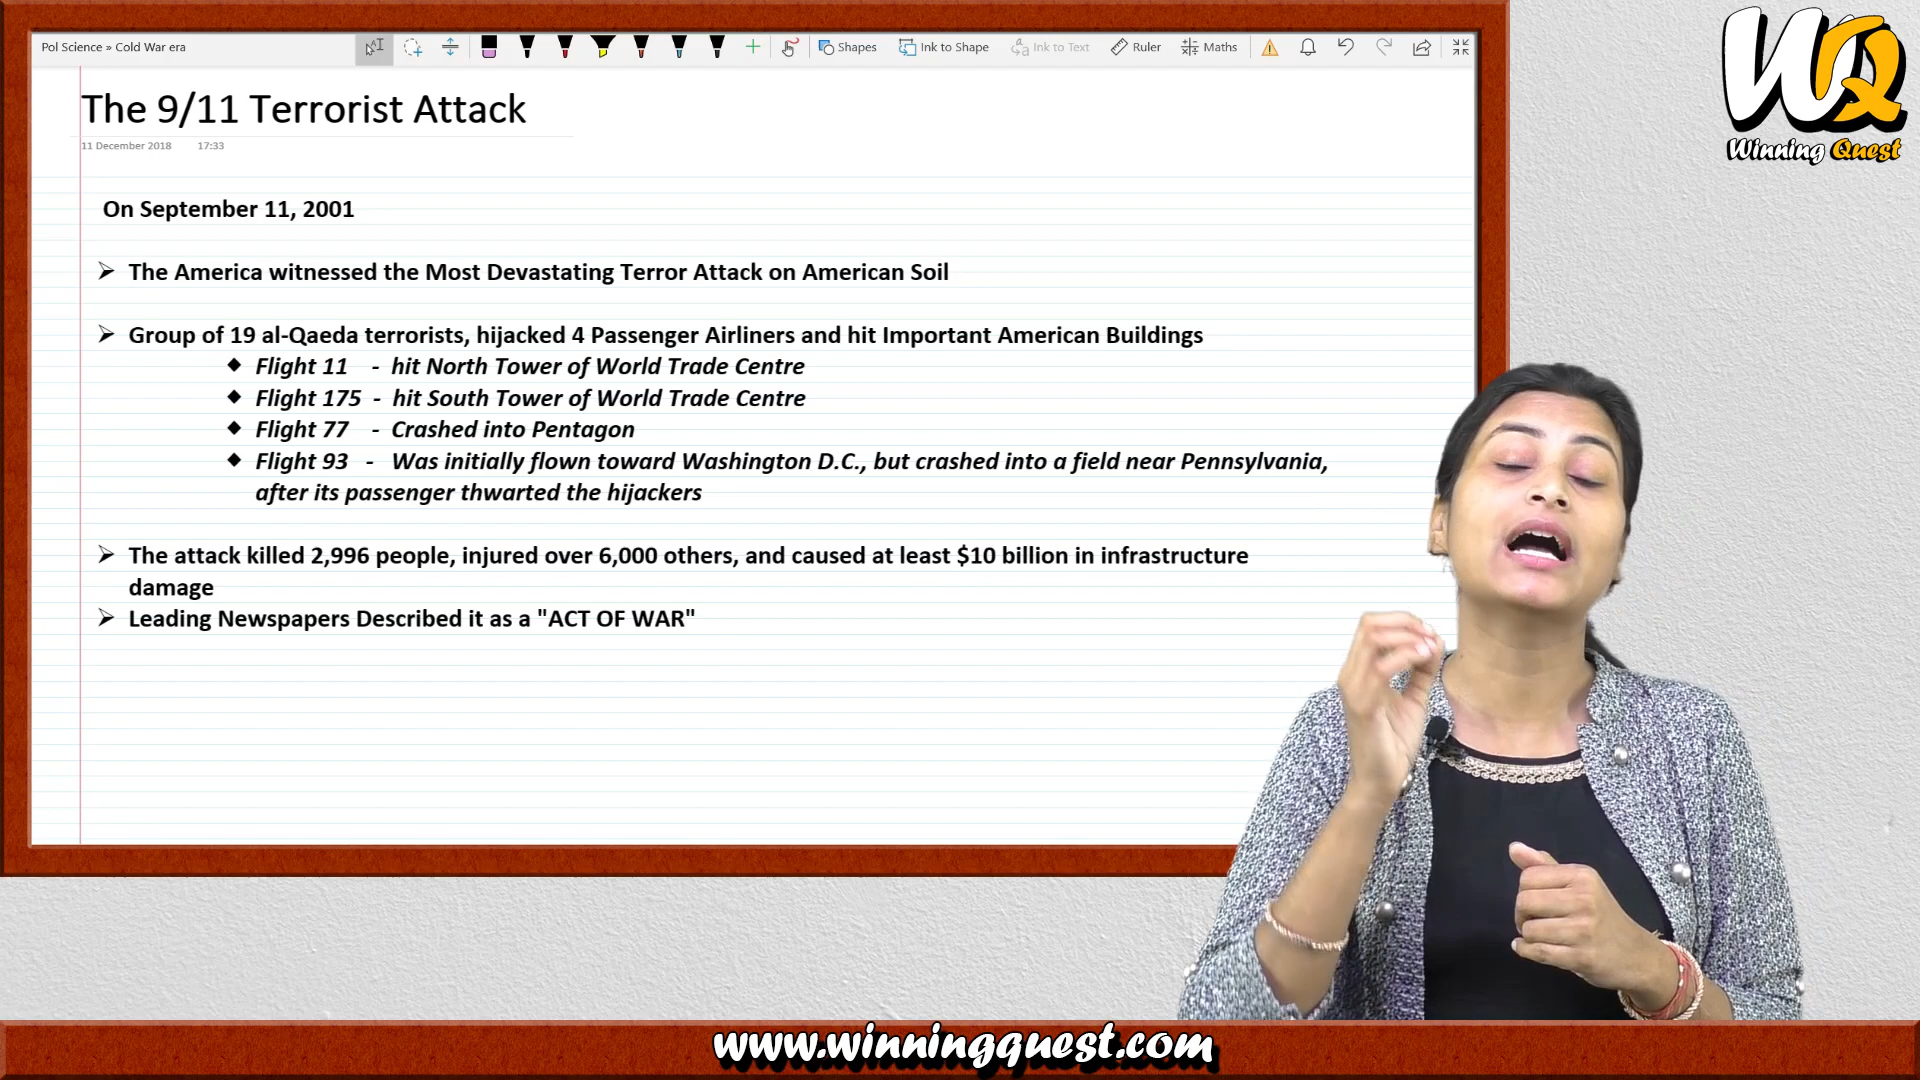 Pol Science » Cold War era
Shapes
Ink to Shape
Ink to Text
Ruler
Maths
WQ
Winning Quest
The 9/11 Terrorist Attack
11 December 2018 17:33
On September 11, 2001
➢ The America witnessed the Most Devastating Terror Attack on American Soil
➢ Group of 19 al-Qaeda terrorists, hijacked 4 Passenger Airliners and hit Important American Buildings
◆ Flight 11 - hit North Tower of World Trade Centre
◆ Flight 175 - hit South Tower of World Trade Centre
◆ Flight 77 - Crashed into Pentagon
◆ Flight 93 - Was initially flown toward Washington D.C., but crashed into a field near Pennsylvania,
after its passenger thwarted the hijackers
➢ The attack killed 2,996 people, injured over 6,000 others, and caused at least $10 billion in infrastructure
damage
➢ Leading Newspapers Described it as a "ACT OF WAR"
www.winningquest.com